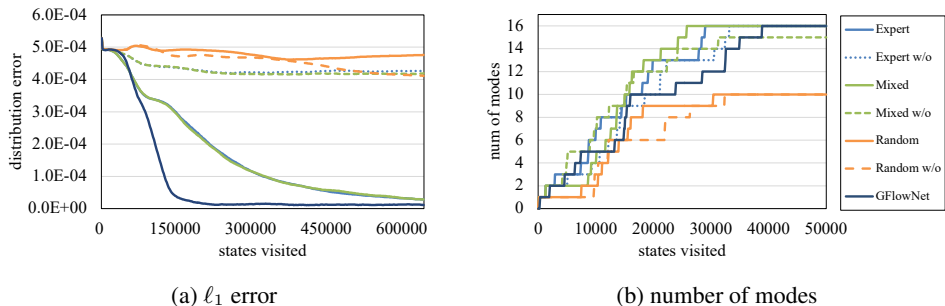 6.0E-04
5.0E-04
4.0E-04
3.0E-04
2.0E-04
1.0E-04
0.0E+00
distribution error
0
150000
300000
450000
600000
states visited
(a) ℓ1 error
16
14
12
10
8
6
4
2
0
num of modes
0
10000
20000
30000
40000
50000
states visited
Expert
Expert w/o
Mixed
Mixed w/o
Random
Random w/o
GFlowNet
(b) number of modes